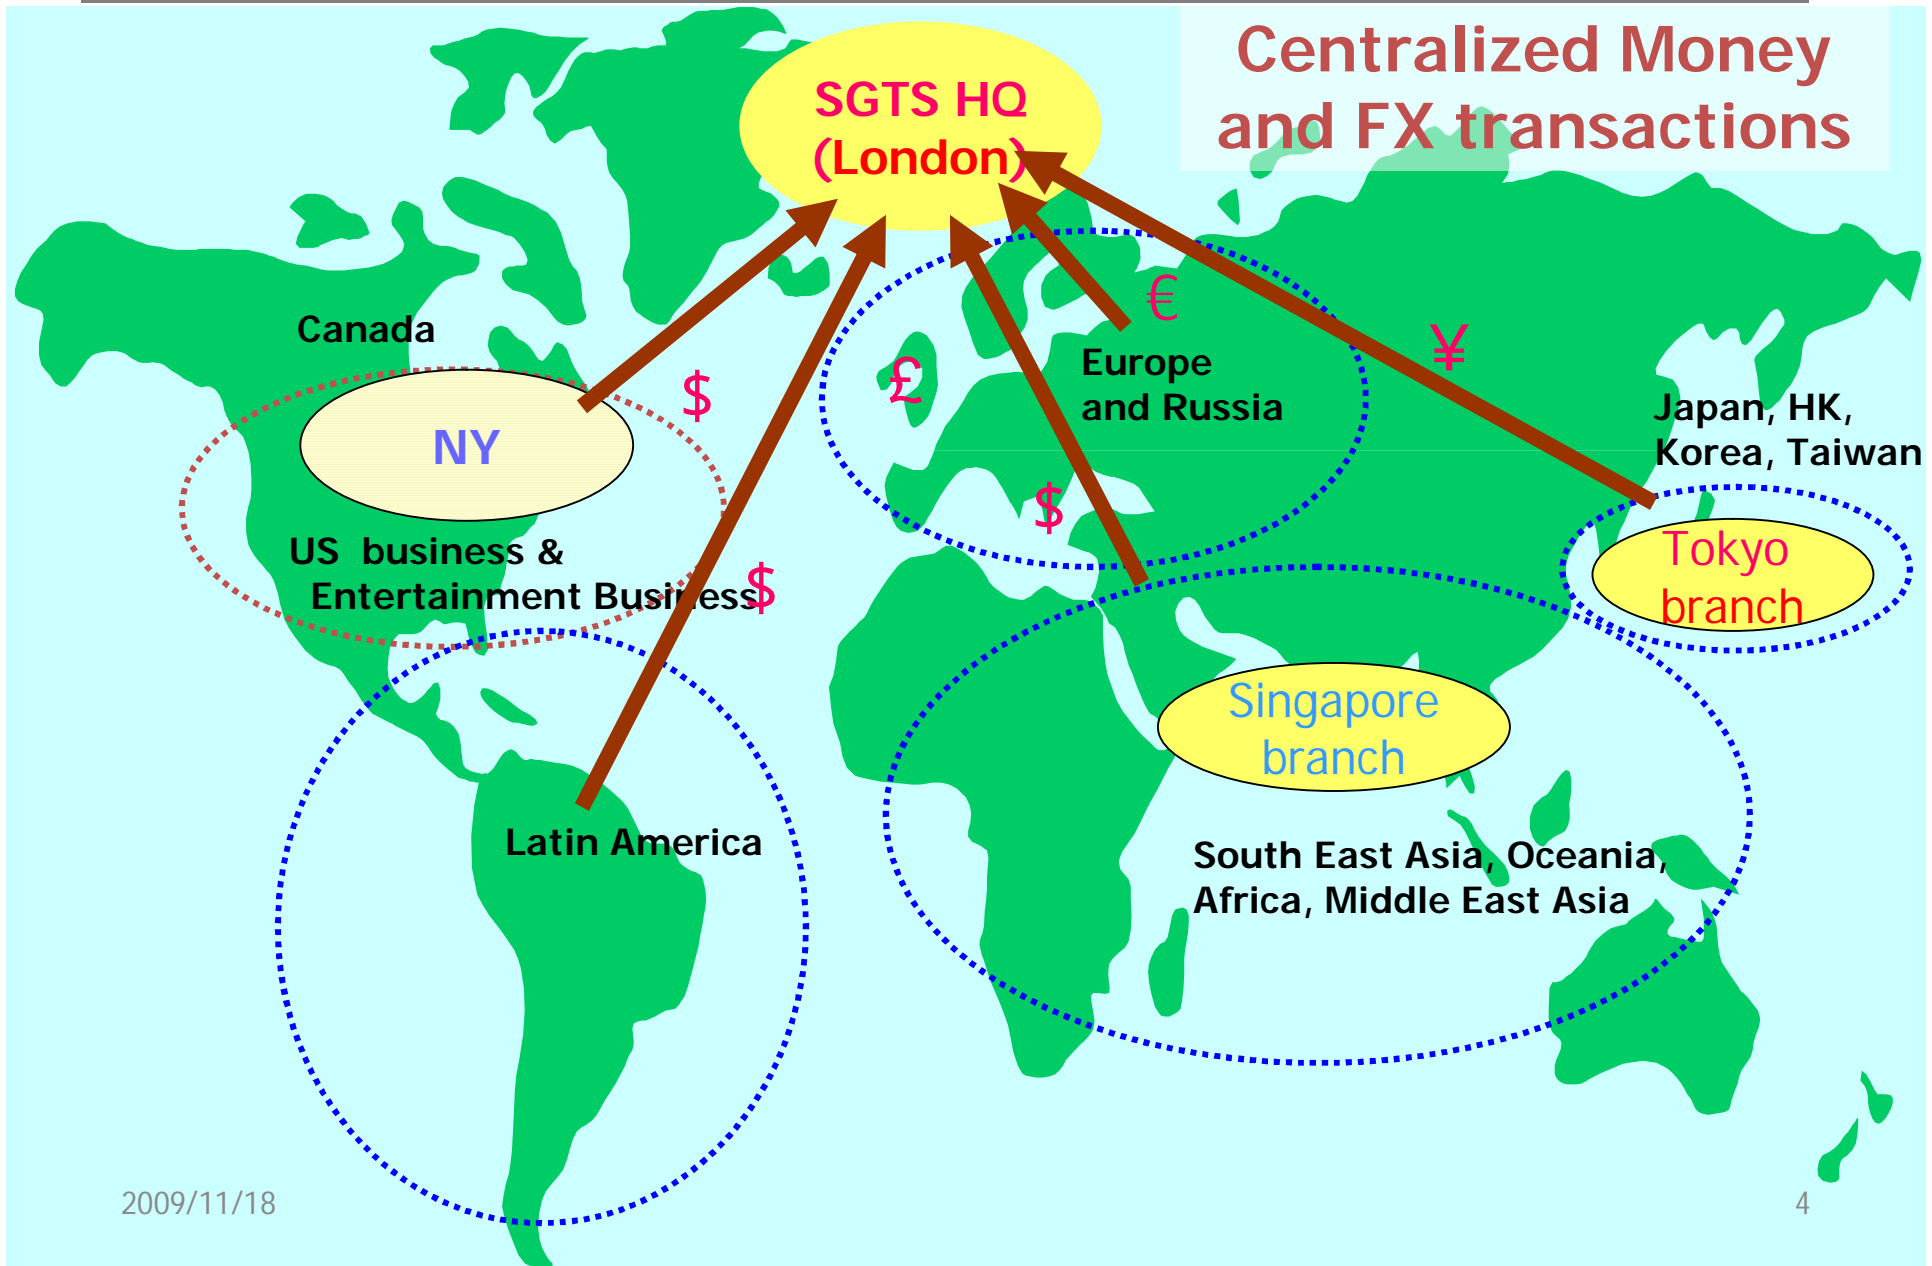 Centralized Money
and FX transactions
SGTS HQ
(London)
Canada
NY
$
£
€
Europe
and Russia
¥
Japan, HK,
Korea, Taiwan
$
Tokyo
branch
US business &
Entertainment Business
$
Singapore
branch
Latin America
South East Asia, Oceania,
Africa, Middle East Asia
2009/11/18
4